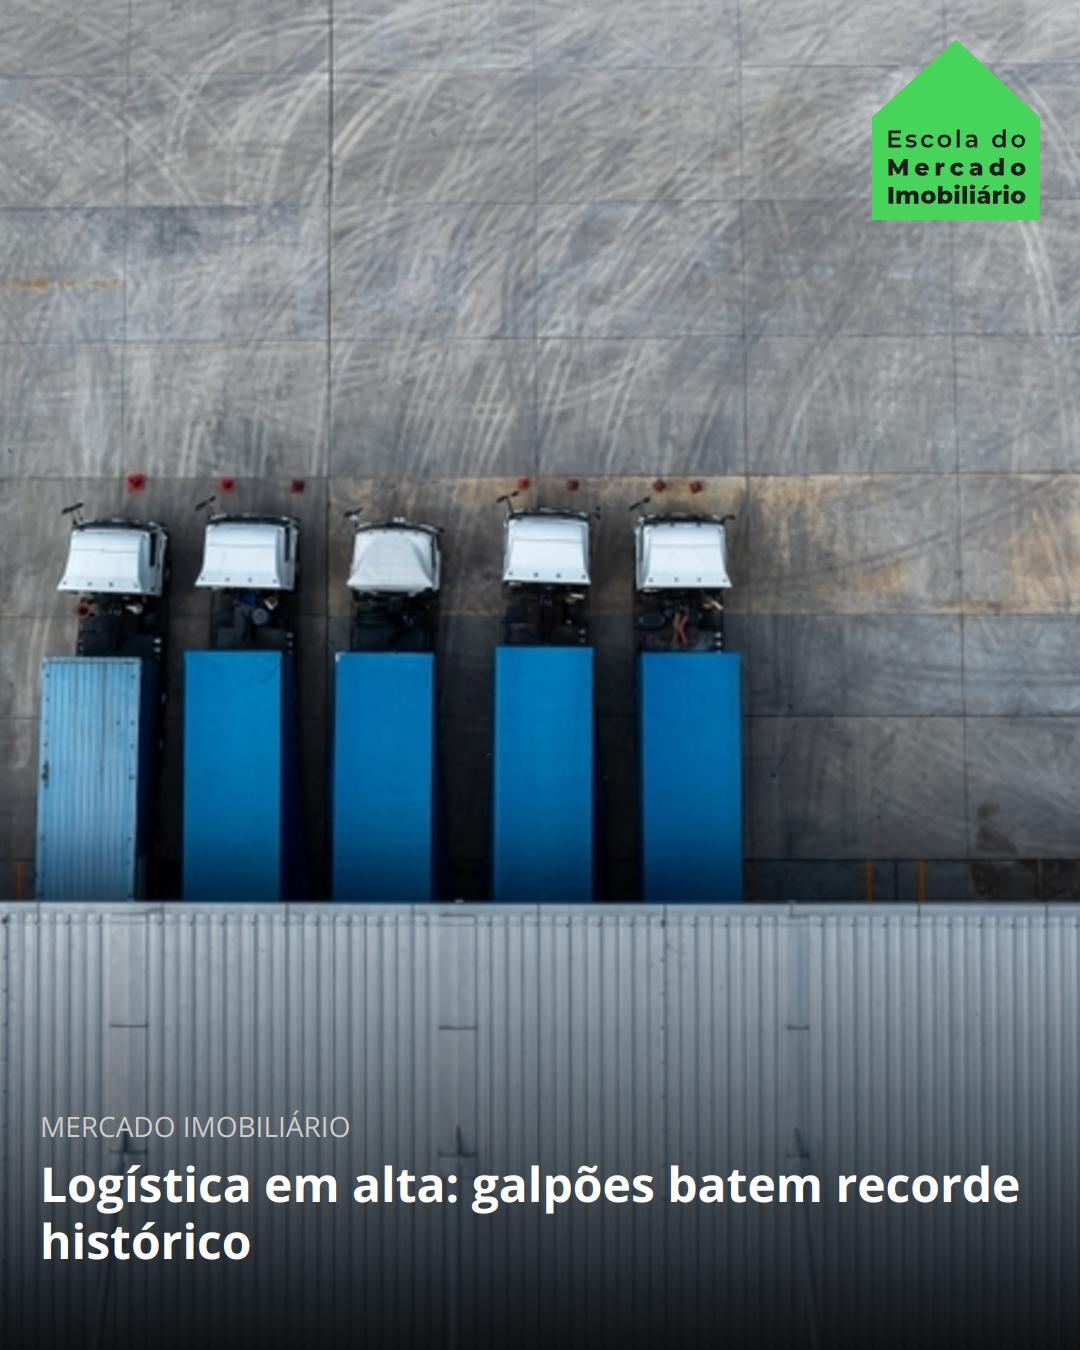 Escola do
Mercado
Imobiliário
MERCADO IMOBILIÁRIO
Logística em alta: galpões batem recorde
histórico